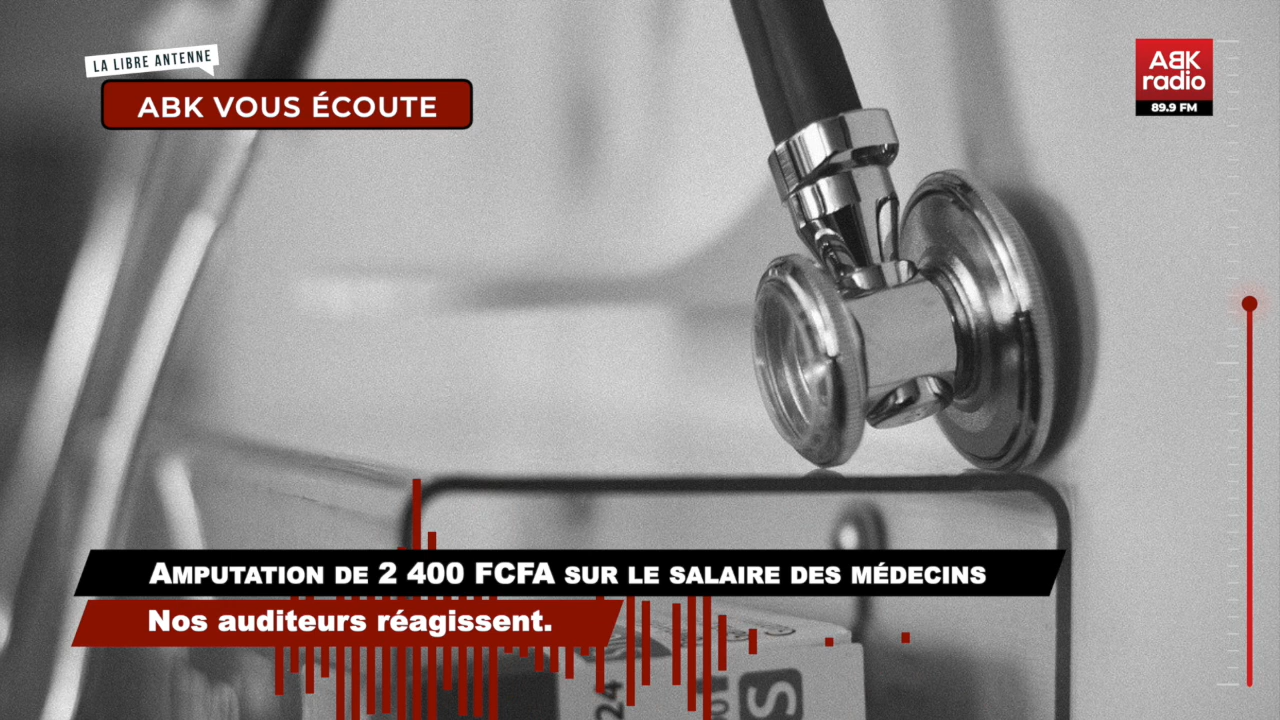 LA LIBRE ANTENNE
ABK VOUS ÉCOUTE
ABK
radio
89.9 FM
AMPUTATION DE 2 400 FCFA SUR LE SALAIRE DES MÉDECINS
Nos auditeurs réagissent.
24
S